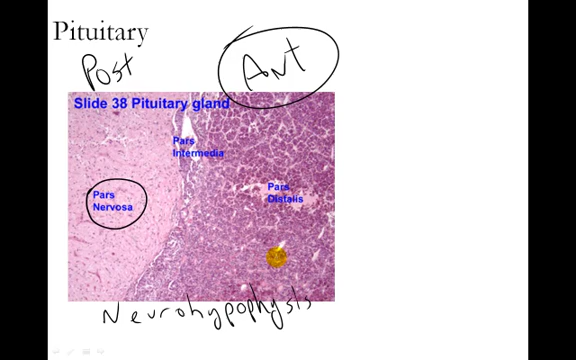 Pituitary
Post
Ant
Slide 38 Pituitary gland
Pars
Intermedia
Pars
Nervosa
Pars
Distalis
Neurohypophysis